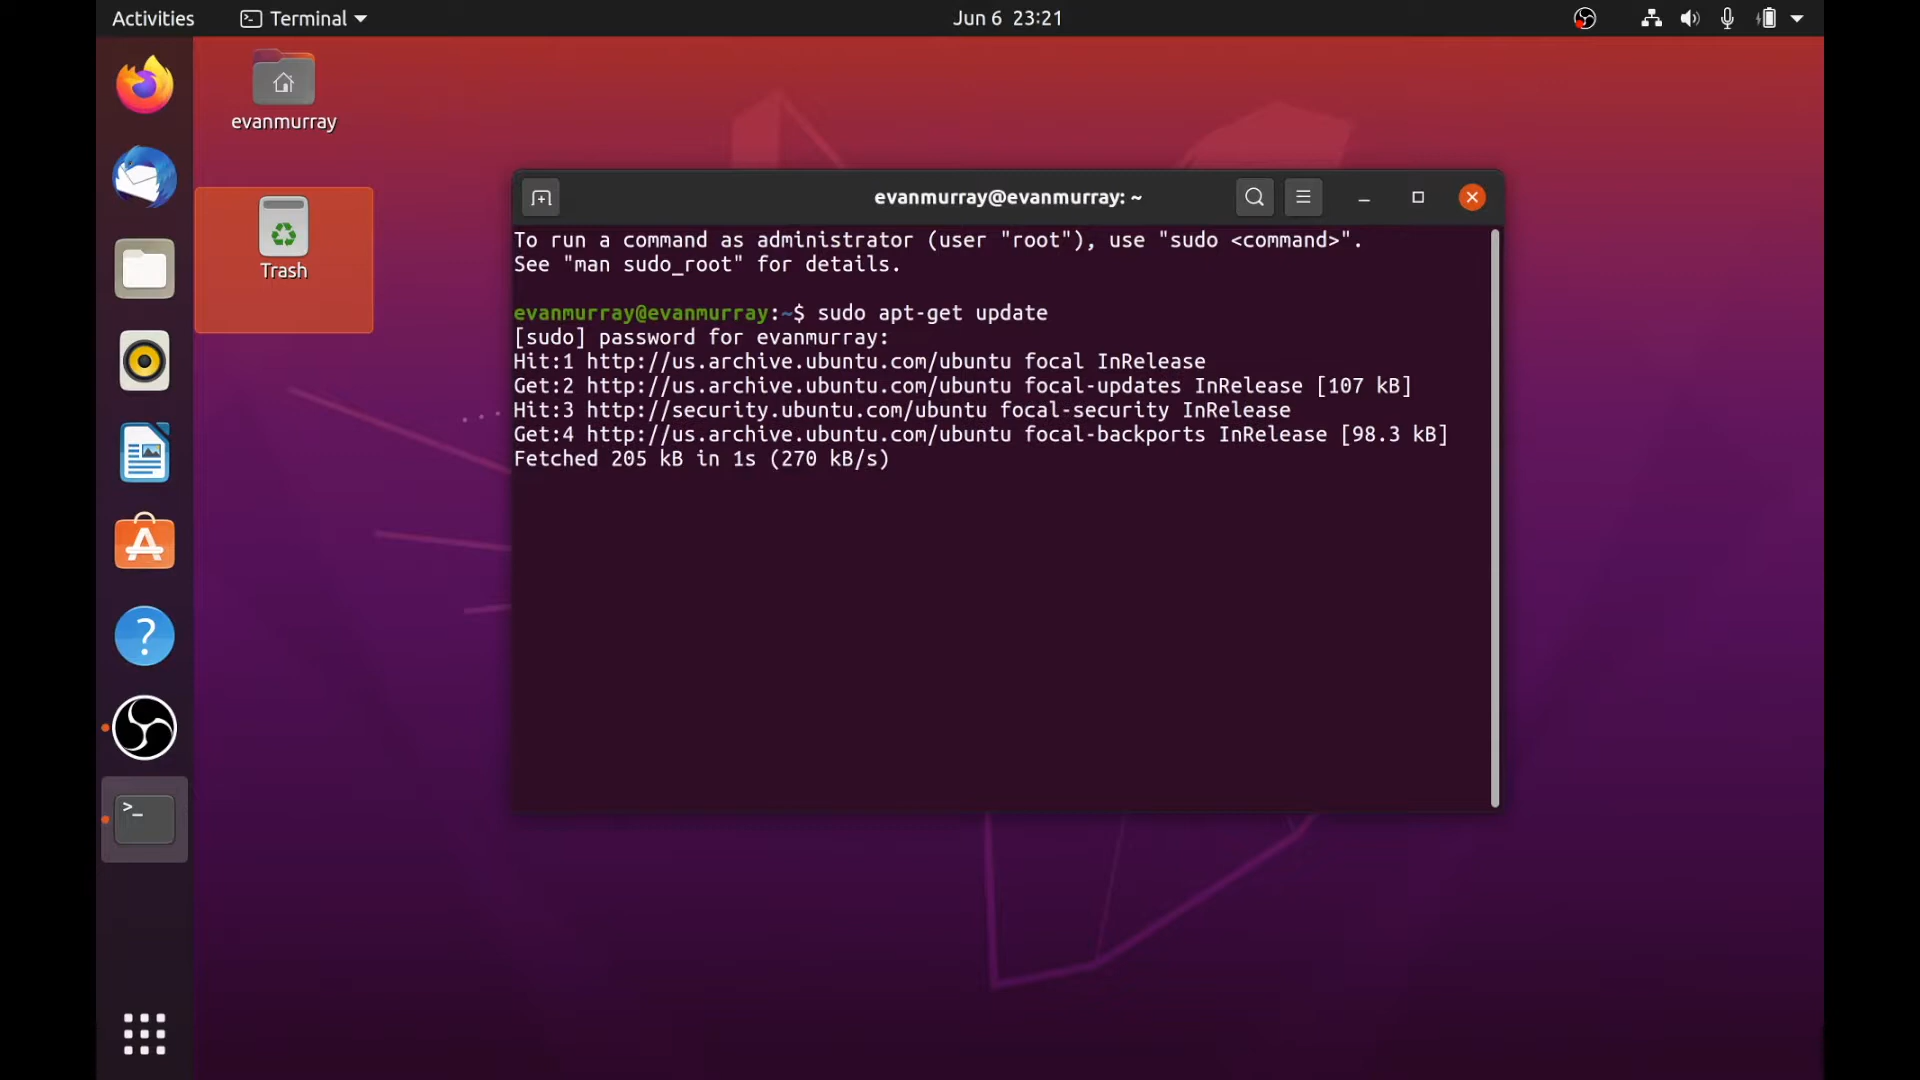 Activities
Terminal
Jun 6 23:21
evanmurray
Trash
evanmurray@evanmurray: ~
To run a command as administrator (user "root"), use "sudo <command>".
See "man sudo_root" for details.
evanmurray@evanmurray:~$ sudo apt-get update
[sudo] password for evanmurray:
Hit:1 http://us.archive.ubuntu.com/ubuntu focal InRelease
Get:2 http://us.archive.ubuntu.com/ubuntu focal-updates InRelease [107 kB]
Hit:3 http://security.ubuntu.com/ubuntu focal-security InRelease
Get:4 http://us.archive.ubuntu.com/ubuntu focal-backports InRelease [98.3 kB]
Fetched 205 kB in 1s (270 kB/s)